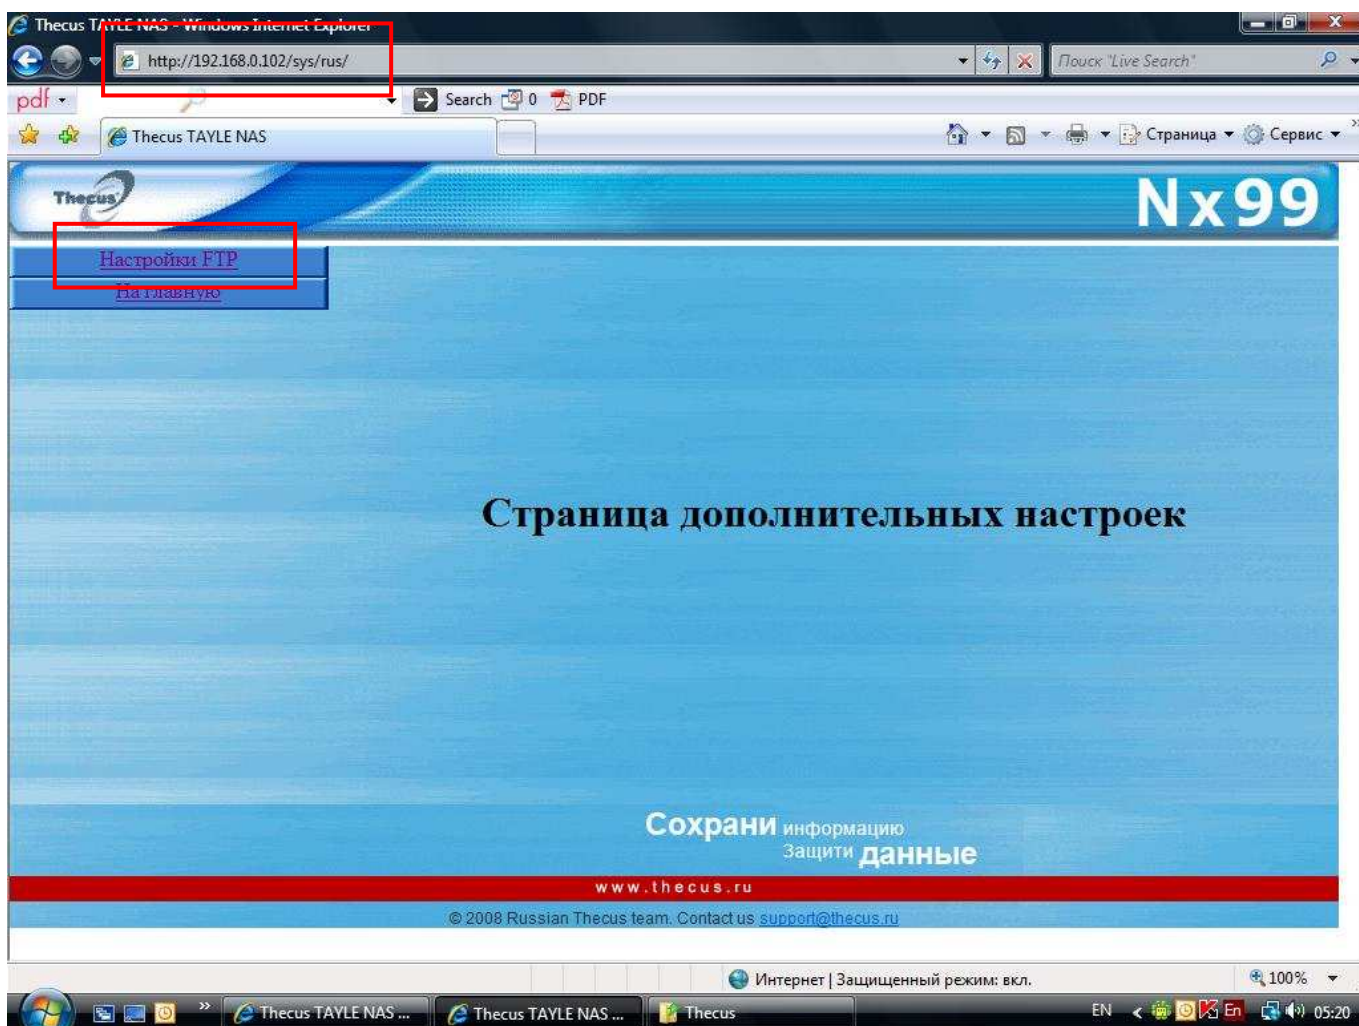 Thecus TAYLE NAS - Windows Internet Explorer
http://192.168.0.102/sys/rus/
Поиск "Live Search"
pdf
Search 0 PDF
Thecus TAYLE NAS
Страница
Сервис
Thecus
Nx99
Настройки FTP
На главную
Страница дополнительных настроек
Сохрани информацию
Защити данные
www.thecus.ru
© 2008 Russian Thecus team. Contact us support@thecus.ru
Интернет | Защищенный режим: вкл.
100%
Thecus TAYLE NAS ...
Thecus TAYLE NAS ...
Thecus
EN
En
05:20